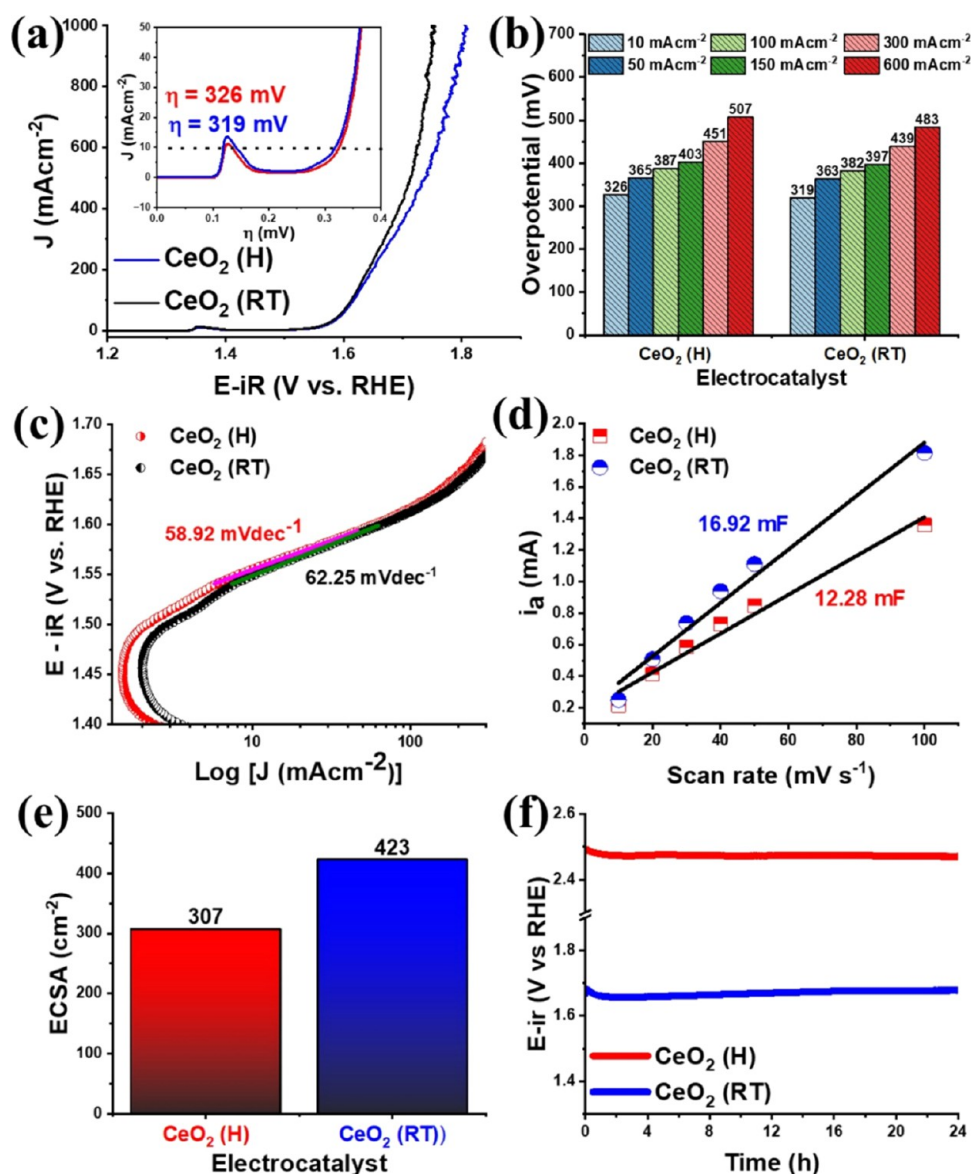 (a)
1000
800
600
400
200
0
J (mAcm⁻²)
50
40
30
20
10
0
−10
J (mAcm⁻²)
η = 326 mV
η = 319 mV
0.0 0.1 0.2 0.3 0.4
η (mV)
CeO₂ (H)
CeO₂ (RT)
1.2 1.4 1.6 1.8
E-iR (V vs. RHE)
(b)
700
600
500
400
300
200
100
0
Overpotential (mV)
10 mAcm⁻² 100 mAcm⁻² 300 mAcm⁻²
50 mAcm⁻² 150 mAcm⁻² 600 mAcm⁻²
326 365 387 403 451 507
319 363 382 397 439 483
CeO₂ (H) CeO₂ (RT)
Electrocatalyst
(c)
1.70
1.65
1.60
1.55
1.50
1.45
1.40
E - iR (V vs. RHE)
CeO₂ (H)
CeO₂ (RT)
58.92 mVdec⁻¹
62.25 mVdec⁻¹
10 100
Log [J (mAcm⁻²)]
(d)
2.0
1.8
1.6
1.4
1.2
1.0
0.8
0.6
0.4
0.2
iₐ (mA)
CeO₂ (H)
CeO₂ (RT)
16.92 mF
12.28 mF
0 20 40 60 80 100
Scan rate (mV s⁻¹)
(e)
500
400
300
200
100
0
ECSA (cm⁻²)
307
423
CeO₂ (H) CeO₂ (RT))
Electrocatalyst
(f)
2.6
2.4
1.8
1.6
1.4
E-ir (V vs RHE)
CeO₂ (H)
CeO₂ (RT)
0 4 8 12 16 20 24
Time (h)